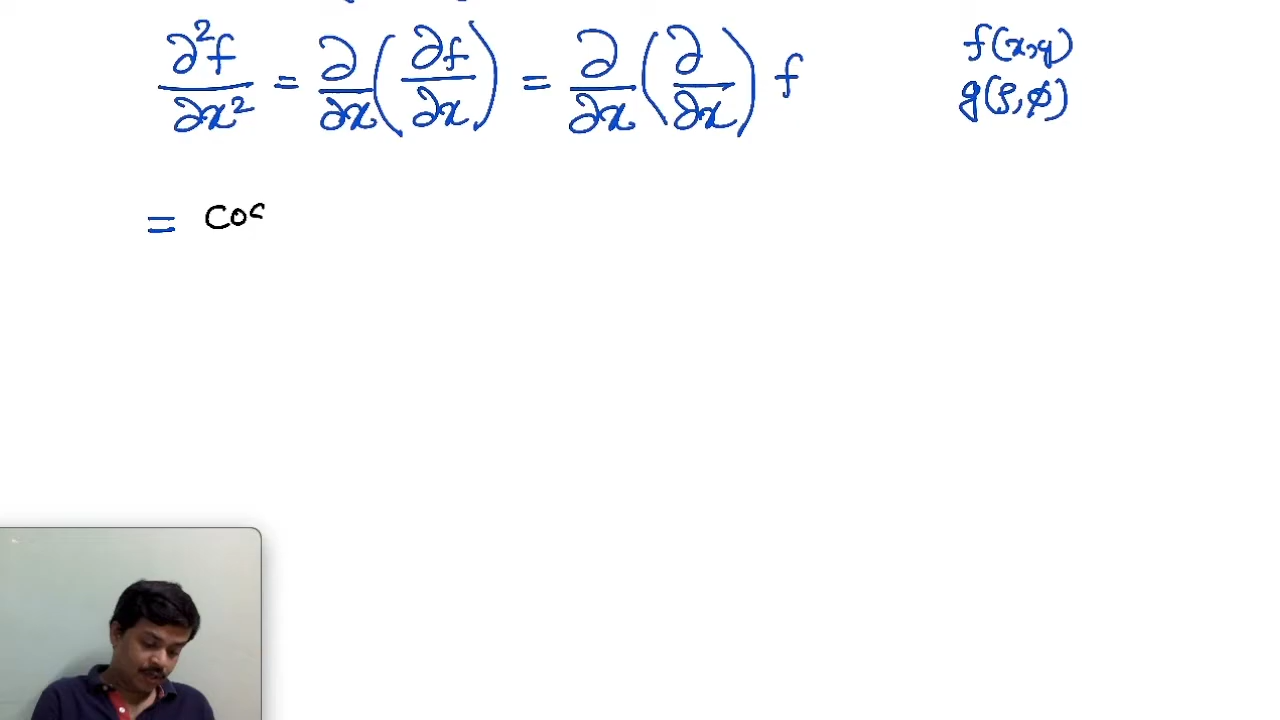 ∂²f/∂x² = ∂/∂x (∂f/∂x) = ∂/∂x (∂/∂x) f
f(x,y)
g(ρ,φ)
= cos